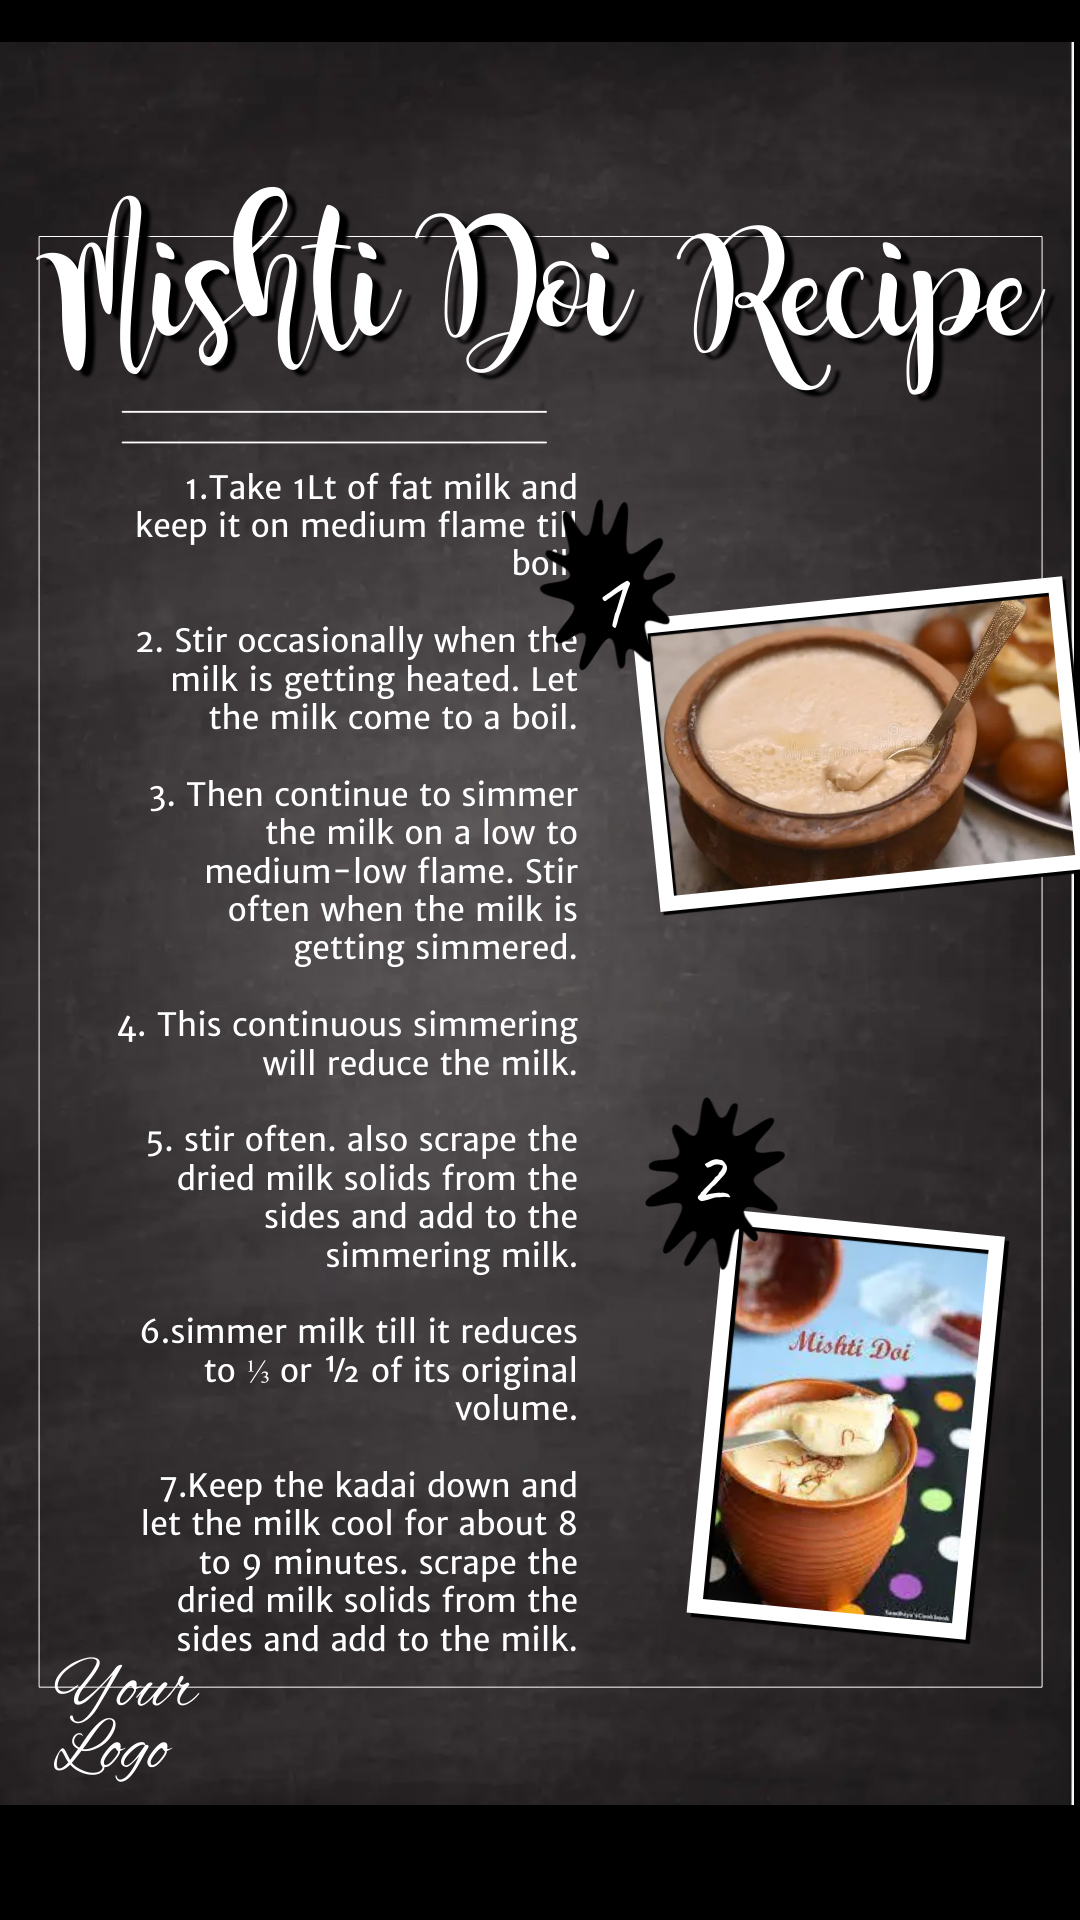 Mishti Doi Recipe
1.Take 1Lt of fat milk and
keep it on medium flame till
boil
2. Stir occasionally when the
milk is getting heated. Let
the milk come to a boil.
3. Then continue to simmer
the milk on a low to
medium-low flame. Stir
often when the milk is
getting simmered.
4. This continuous simmering
will reduce the milk.
5. stir often. also scrape the
dried milk solids from the
sides and add to the
simmering milk.
6.simmer milk till it reduces
to ⅓ or ½ of its original
volume.
7.Keep the kadai down and
let the milk cool for about 8
to 9 minutes. scrape the
dried milk solids from the
sides and add to the milk.
1
2
Mishti Doi
Your
Logo